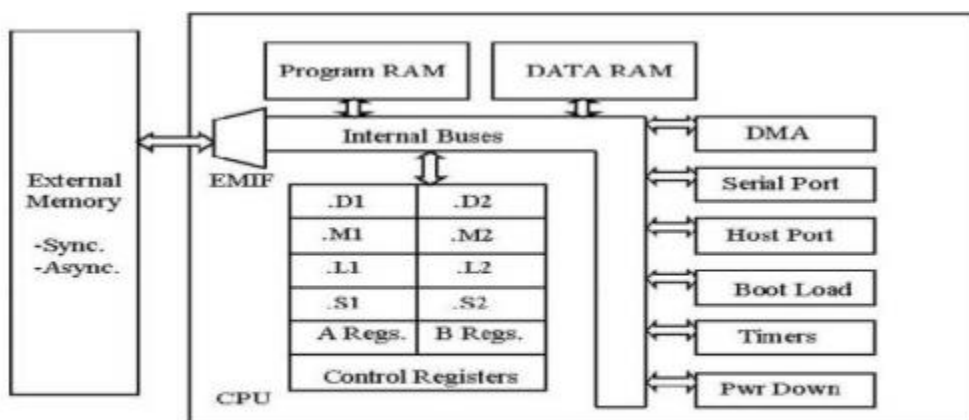 Program RAM
DATA RAM
Internal Buses
DMA
External
Memory
-Sync.
-Async.
EMIF
Serial Port
.D1
.D2
.M1
.M2
Host Port
.L1
.L2
Boot Load
.S1
.S2
A Regs.
B Regs.
Timers
Control Registers
CPU
Pwr Down